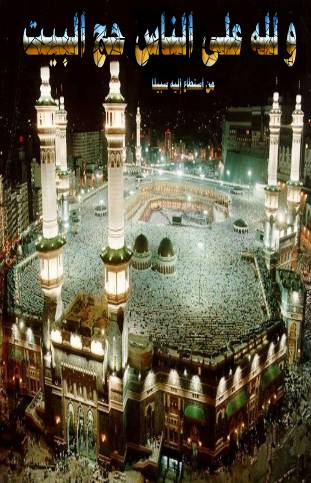 و لله على الناس حج البيت
من استطاع إليه سبيلا